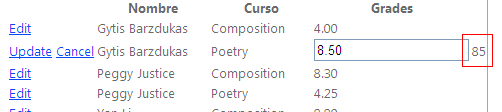 Nombre Curso Grades
Edit Gytis Barzdukas Composition 4.00
Update Cancel Gytis Barzdukas Poetry 8.50 85
Edit Peggy Justice Composition 8.30
Edit Peggy Justice Poetry 4.25